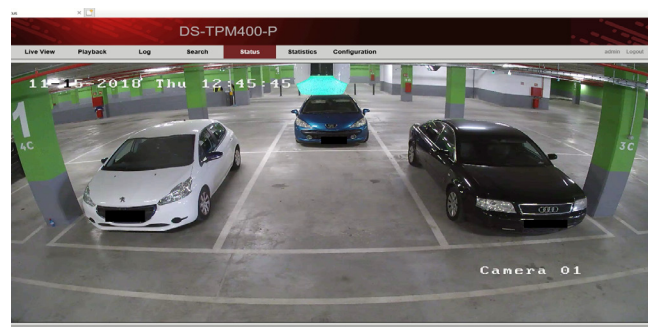 DS-TPM400-P
Live View Playback Log Search Status Statistics Configuration admin Logout
11-15-2018 Thu 12:45:45
1
4C
3C
Camera 01